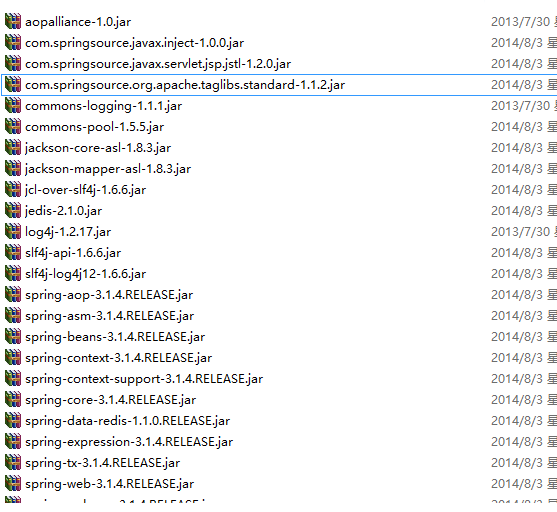 aopalliance-1.0.jar 2013/7/30 星
com.springsource.javax.inject-1.0.0.jar 2014/8/3 星
com.springsource.javax.servlet.jsp.jstl-1.2.0.jar 2014/8/3 星
com.springsource.org.apache.taglibs.standard-1.1.2.jar 2014/8/3 星
commons-logging-1.1.1.jar 2013/7/30 星
commons-pool-1.5.5.jar 2014/8/3 星
jackson-core-asl-1.8.3.jar 2014/8/3 星
jackson-mapper-asl-1.8.3.jar 2014/8/3 星
jcl-over-slf4j-1.6.6.jar 2014/8/3 星
jedis-2.1.0.jar 2014/8/3 星
log4j-1.2.17.jar 2013/7/30 星
slf4j-api-1.6.6.jar 2014/8/3 星
slf4j-log4j12-1.6.6.jar 2014/8/3 星
spring-aop-3.1.4.RELEASE.jar 2014/8/3 星
spring-asm-3.1.4.RELEASE.jar 2014/8/3 星
spring-beans-3.1.4.RELEASE.jar 2014/8/3 星
spring-context-3.1.4.RELEASE.jar 2014/8/3 星
spring-context-support-3.1.4.RELEASE.jar 2014/8/3 星
spring-core-3.1.4.RELEASE.jar 2014/8/3 星
spring-data-redis-1.1.0.RELEASE.jar 2014/8/3 星
spring-expression-3.1.4.RELEASE.jar 2014/8/3 星
spring-tx-3.1.4.RELEASE.jar 2014/8/3 星
spring-web-3.1.4.RELEASE.jar 2014/8/3 星